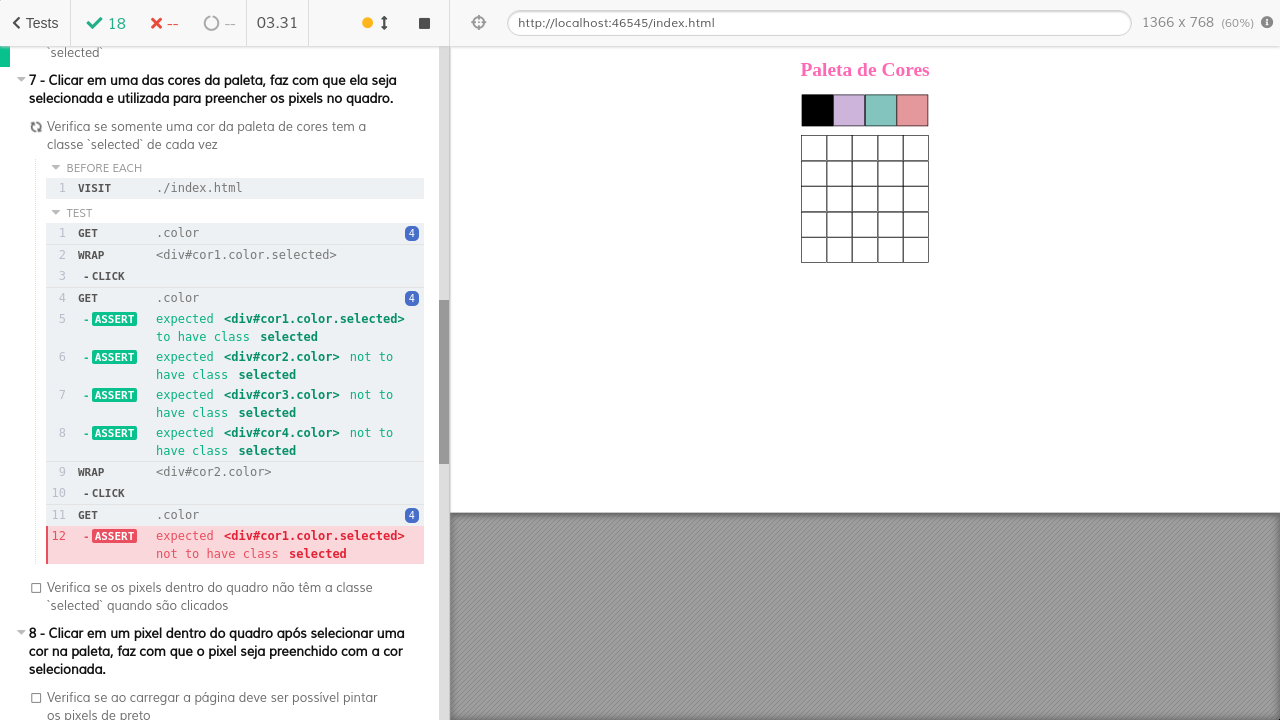 Tests 18 -- -- 03.31 http://localhost:46545/index.html 1366 x 768 (60%)
`selected`
7 - Clicar em uma das cores da paleta, faz com que ela seja
selecionada e utilizada para preencher os pixels no quadro.
Verifica se somente uma cor da paleta de cores tem a
classe `selected` de cada vez
BEFORE EACH
1 VISIT ./index.html
TEST
1 GET .color 4
2 WRAP <div#cor1.color.selected>
3 -CLICK
4 GET .color 4
5 -ASSERT expected <div#cor1.color.selected>
to have class selected
6 -ASSERT expected <div#cor2.color> not to
have class selected
7 -ASSERT expected <div#cor3.color> not to
have class selected
8 -ASSERT expected <div#cor4.color> not to
have class selected
9 WRAP <div#cor2.color>
10 -CLICK
11 GET .color 4
12 -ASSERT expected <div#cor1.color.selected>
not to have class selected
Verifica se os pixels dentro do quadro não têm a classe
`selected` quando são clicados
8 - Clicar em um pixel dentro do quadro após selecionar uma
cor na paleta, faz com que o pixel seja preenchido com a cor
selecionada.
Verifica se ao carregar a página deve ser possível pintar
os pixels de preto
Paleta de Cores